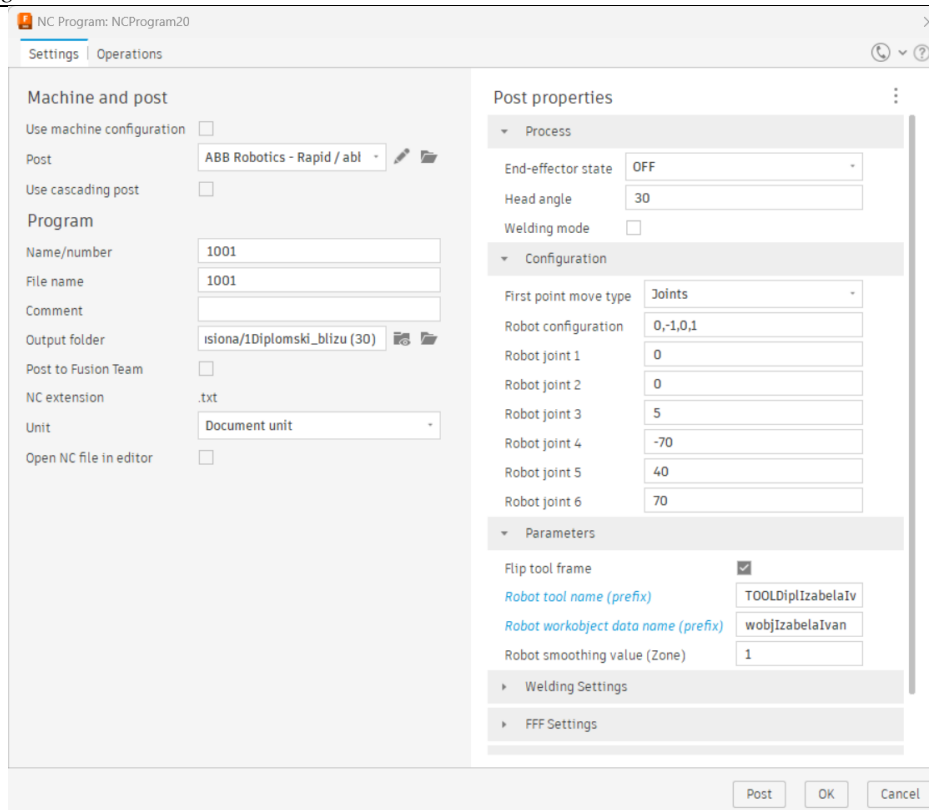 NC Program: NCProgram20
Settings Operations
Machine and post
Use machine configuration
Post ABB Robotics - Rapid / abl
Use cascading post
Program
Name/number 1001
File name 1001
Comment
Output folder ısiona/1Diplomski_blizu (30)
Post to Fusion Team
NC extension .txt
Unit Document unit
Open NC file in editor
Post properties
Process
End-effector state OFF
Head angle 30
Welding mode
Configuration
First point move type Joints
Robot configuration 0,-1,0,1
Robot joint 1 0
Robot joint 2 0
Robot joint 3 5
Robot joint 4 -70
Robot joint 5 40
Robot joint 6 70
Parameters
Flip tool frame
Robot tool name (prefix) TOOLDiplIzabelaIv
Robot workobject data name (prefix) wobjIzabelaIvan
Robot smoothing value (Zone) 1
Welding Settings
FFF Settings
Post OK Cancel